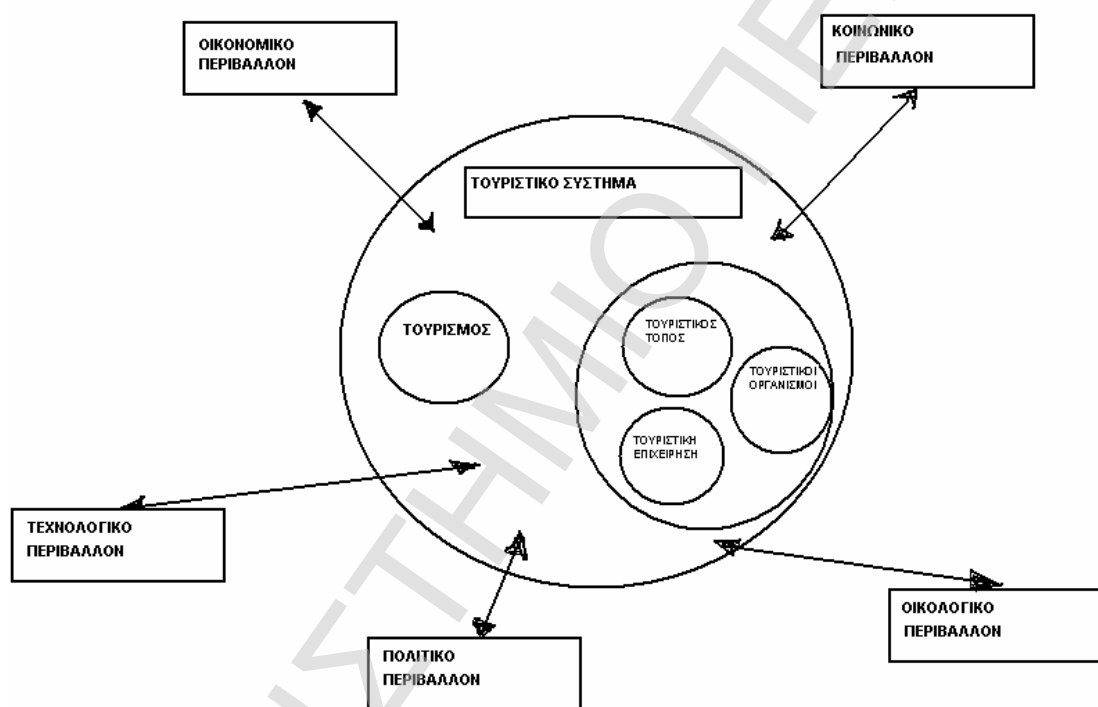 ΟΙΚΟΝΟΜΙΚΟ
ΠΕΡΙΒΑΛΛΟΝ
ΚΟΙΝΩΝΙΚΟ
ΠΕΡΙΒΑΛΛΟΝ
ΤΟΥΡΙΣΤΙΚΟ ΣΥΣΤΗΜΑ
ΤΟΥΡΙΣΜΟΣ
ΤΟΥΡΙΣΤΙΚΟΣ
ΤΟΠΟΣ
ΤΟΥΡΙΣΤΙΚΟΙ
ΟΡΓΑΝΙΣΜΟΙ
ΤΟΥΡΙΣΤΙΚΗ
ΕΠΙΧΕΙΡΗΣΗ
ΤΕΧΝΟΛΟΓΙΚΟ
ΠΕΡΙΒΑΛΛΟΝ
ΟΙΚΟΛΟΓΙΚΟ
ΠΕΡΙΒΑΛΛΟΝ
ΠΟΛΙΤΙΚΟ
ΠΕΡΙΒΑΛΛΟΝ